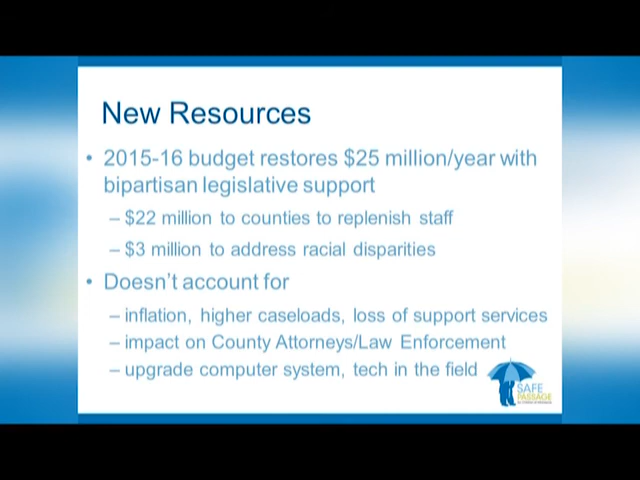 New Resources
• 2015-16 budget restores $25 million/year with
bipartisan legislative support
– $22 million to counties to replenish staff
– $3 million to address racial disparities
• Doesn't account for
– inflation, higher caseloads, loss of support services
– impact on County Attorneys/Law Enforcement
– upgrade computer system, tech in the field
SAFE
PASSAGE